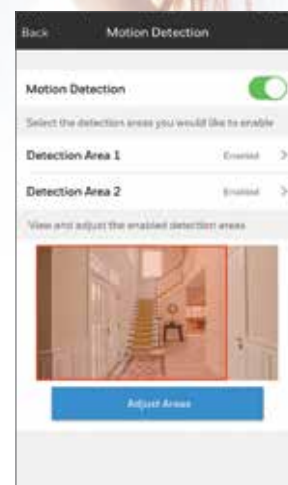 Back Motion Detection
Motion Detection
Select the detection areas you would like to enable
Detection Area 1 Enabled >
Detection Area 2 Enabled >
View and adjust the enabled detection areas
Adjust Areas